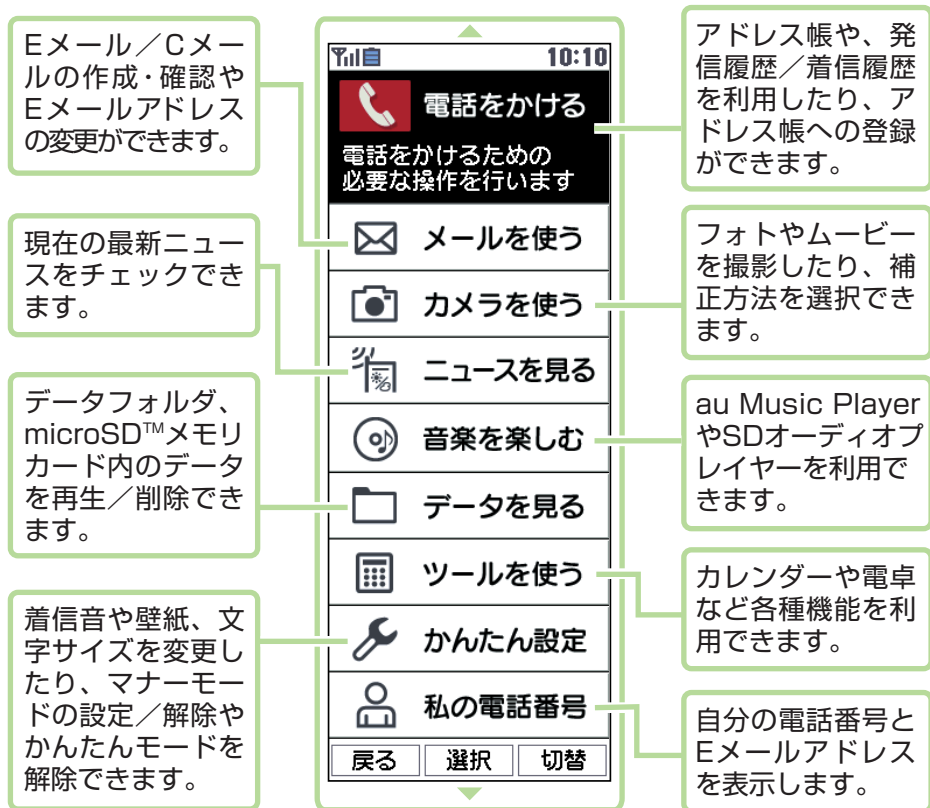 Eメール／Cメー
ルの作成・確認や
Eメールアドレス
の変更ができます。
現在の最新ニュー
スをチェックでき
ます。
データフォルダ、
microSD™メモリ
カード内のデータ
を再生／削除でき
ます。
着信音や壁紙、文
字サイズを変更し
たり、マナーモー
ドの設定／解除や
かんたんモードを
解除できます。
10:10
電話をかける
電話をかけるための
必要な操作を行います
メールを使う
カメラを使う
ニュースを見る
音楽を楽しむ
データを見る
ツールを使う
かんたん設定
私の電話番号
戻る 選択 切替
アドレス帳や、発
信履歴／着信履歴
を利用したり、ア
ドレス帳への登録
ができます。
フォトやムービー
を撮影したり、補
正方法を選択でき
ます。
au Music Player
やSDオーディオプ
レイヤーを利用で
きます。
カレンダーや電卓
など各種機能を利
用できます。
自分の電話番号と
Eメールアドレス
を表示します。